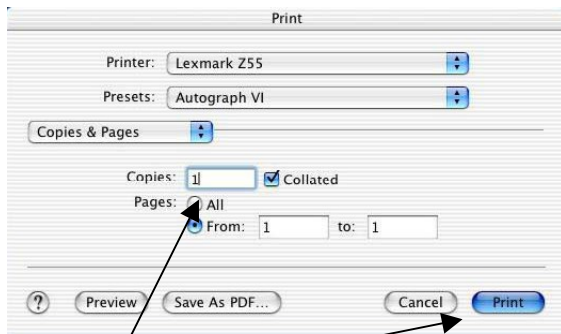 Print
Printer: Lexmark Z55
Presets: Autograph VI
Copies & Pages
Copies: 1 Collated
Pages: All
From: 1 to: 1
? Preview Save As PDF... Cancel Print